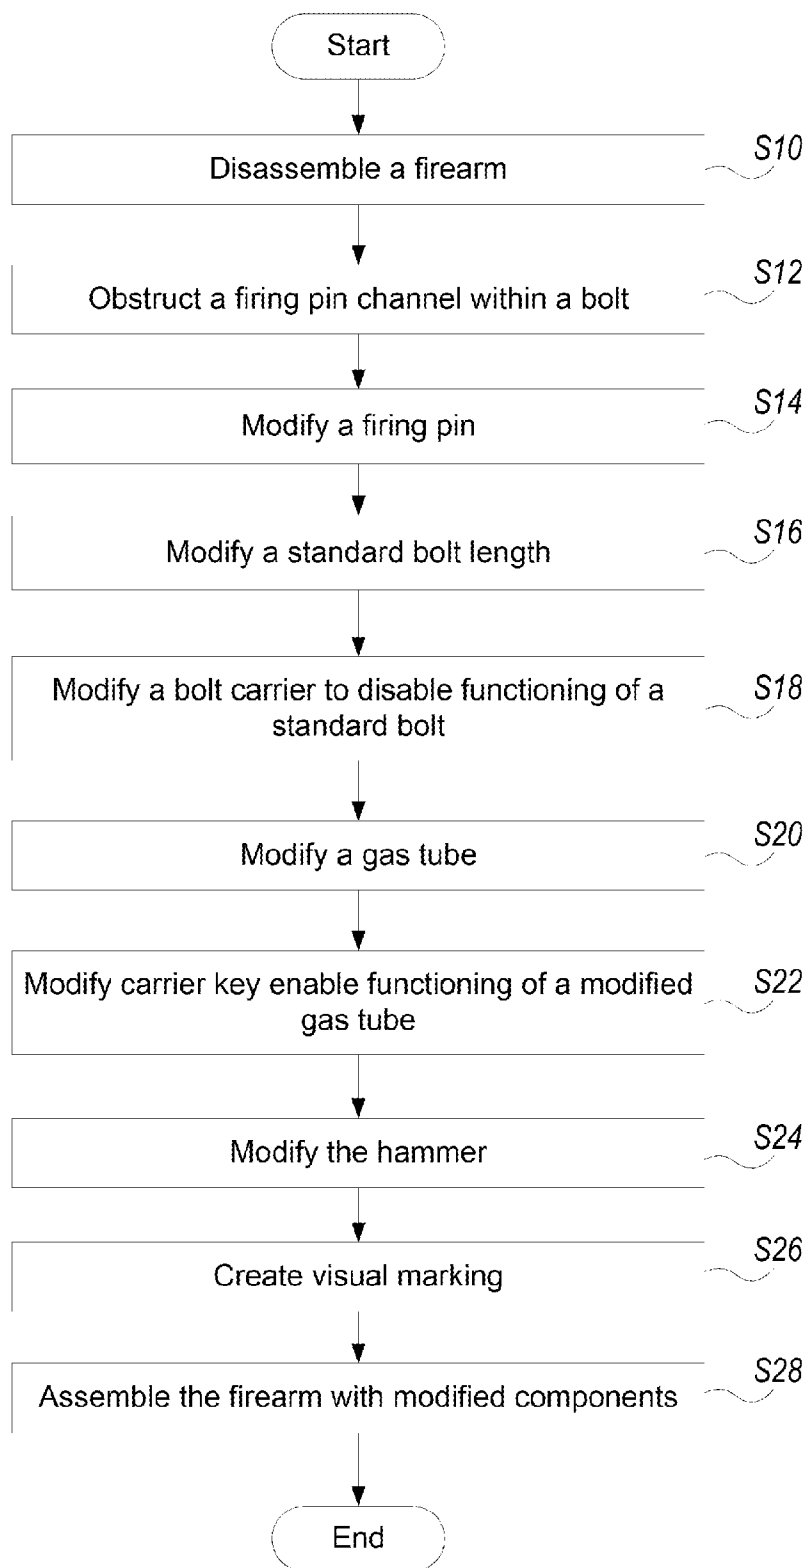 Start
S10
Disassemble a firearm
S12
Obstruct a firing pin channel within a bolt
S14
Modify a firing pin
S16
Modify a standard bolt length
S18
Modify a bolt carrier to disable functioning of a
standard bolt
S20
Modify a gas tube
S22
Modify carrier key enable functioning of a modified
gas tube
S24
Modify the hammer
S26
Create visual marking
S28
Assemble the firearm with modified components
End